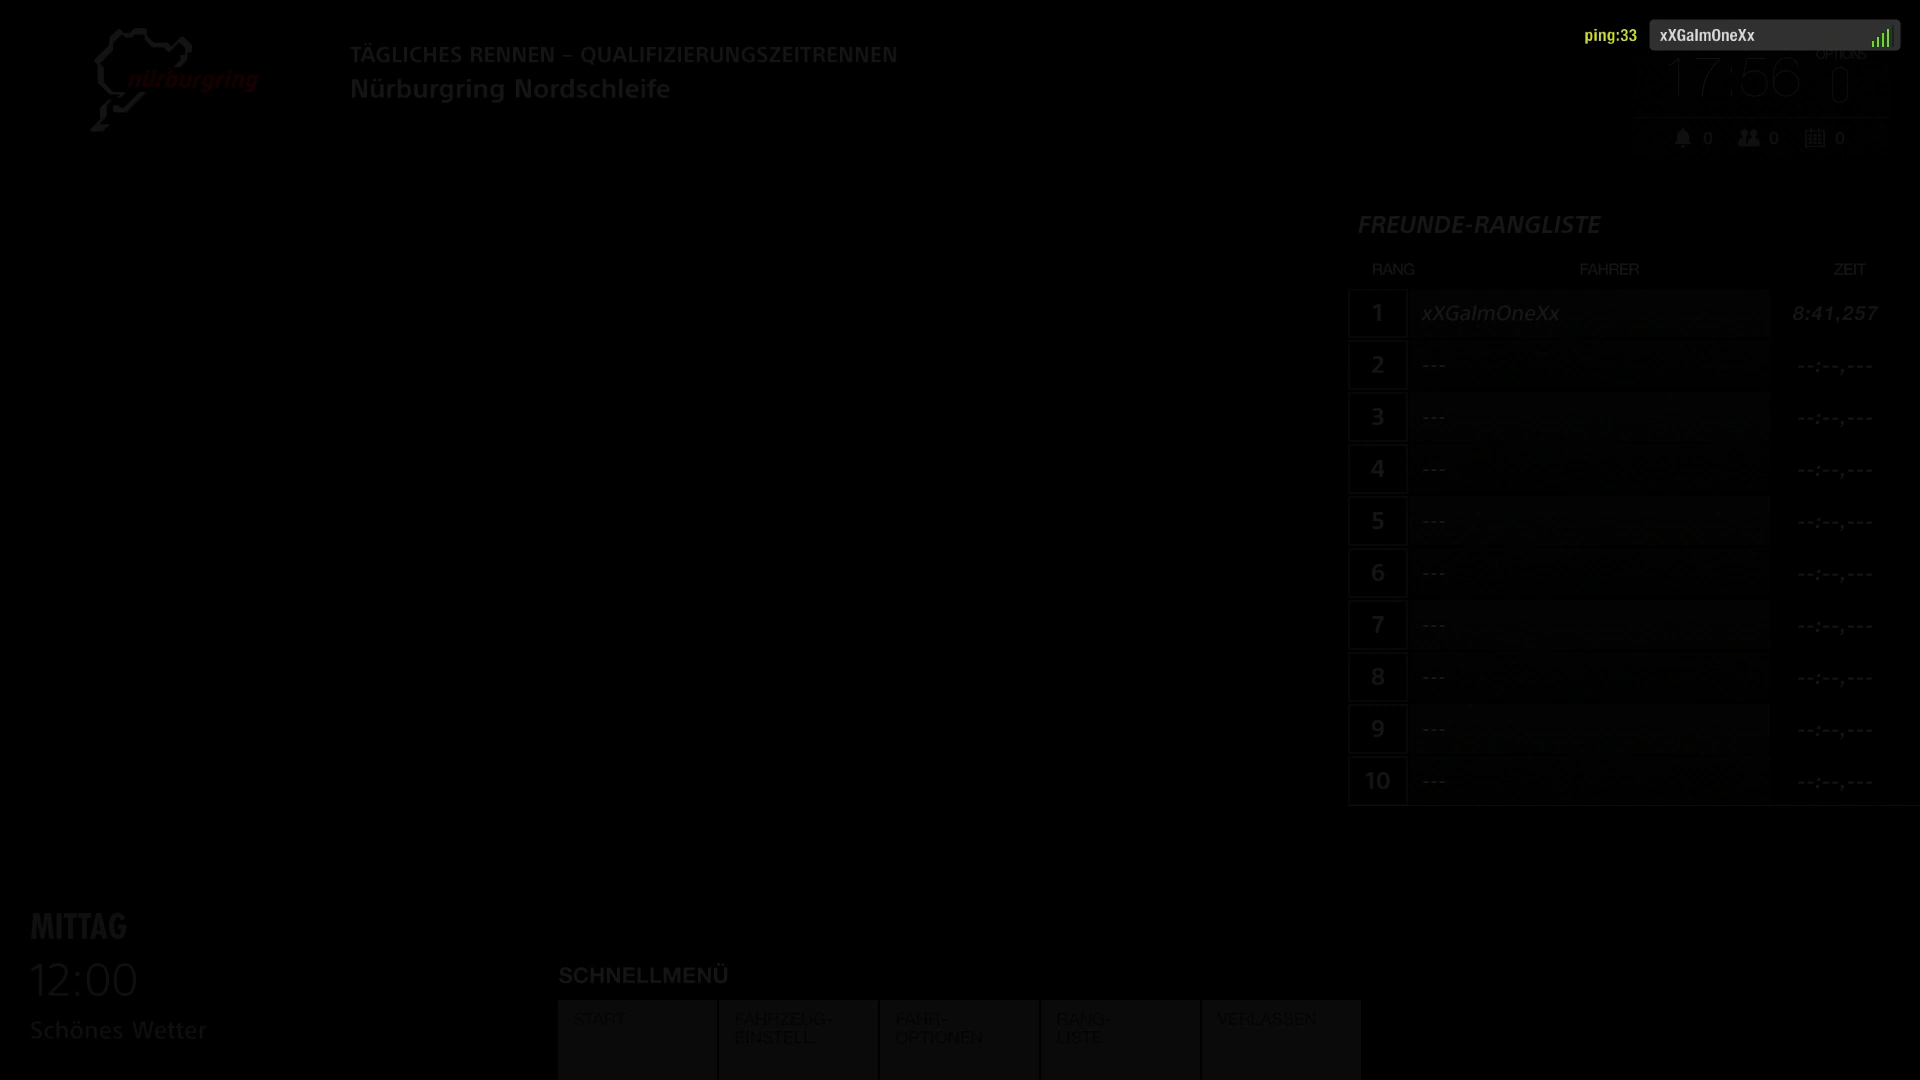 ping:33 xXGaImOneXx
nürburgring
TÄGLICHES RENNEN – QUALIFIZIERUNGSZEITRENNEN
Nürburgring Nordschleife
OPTIONS
17:56
0 0 0
FREUNDE-RANGLISTE
RANG FAHRER ZEIT
1 xXGaImOneXx 8:41,257
2 --- --:--,---
3 --- --:--,---
4 --- --:--,---
5 --- --:--,---
6 --- --:--,---
7 --- --:--,---
8 --- --:--,---
9 --- --:--,---
10 --- --:--,---
MITTAG
12:00
Schönes Wetter
SCHNELLMENÜ
START
FAHRZEUG-
EINSTELL.
FAHR-
OPTIONEN
RANG-
LISTE
VERLASSEN